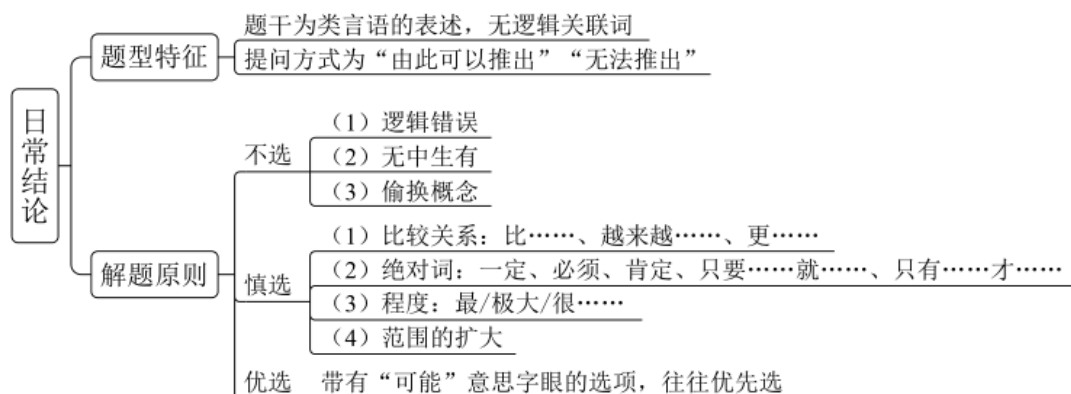 日常结论
题型特征
题干为类言语的表述，无逻辑关联词
提问方式为“由此可以推出”“无法推出”
解题原则
不选
（1）逻辑错误
（2）无中生有
（3）偷换概念
慎选
（1）比较关系：比……、越来越……、更……
（2）绝对词：一定、必须、肯定、只要……就……、只有……才……
（3）程度：最/极大/很……
（4）范围的扩大
优选
带有“可能”意思字眼的选项，往往优先选